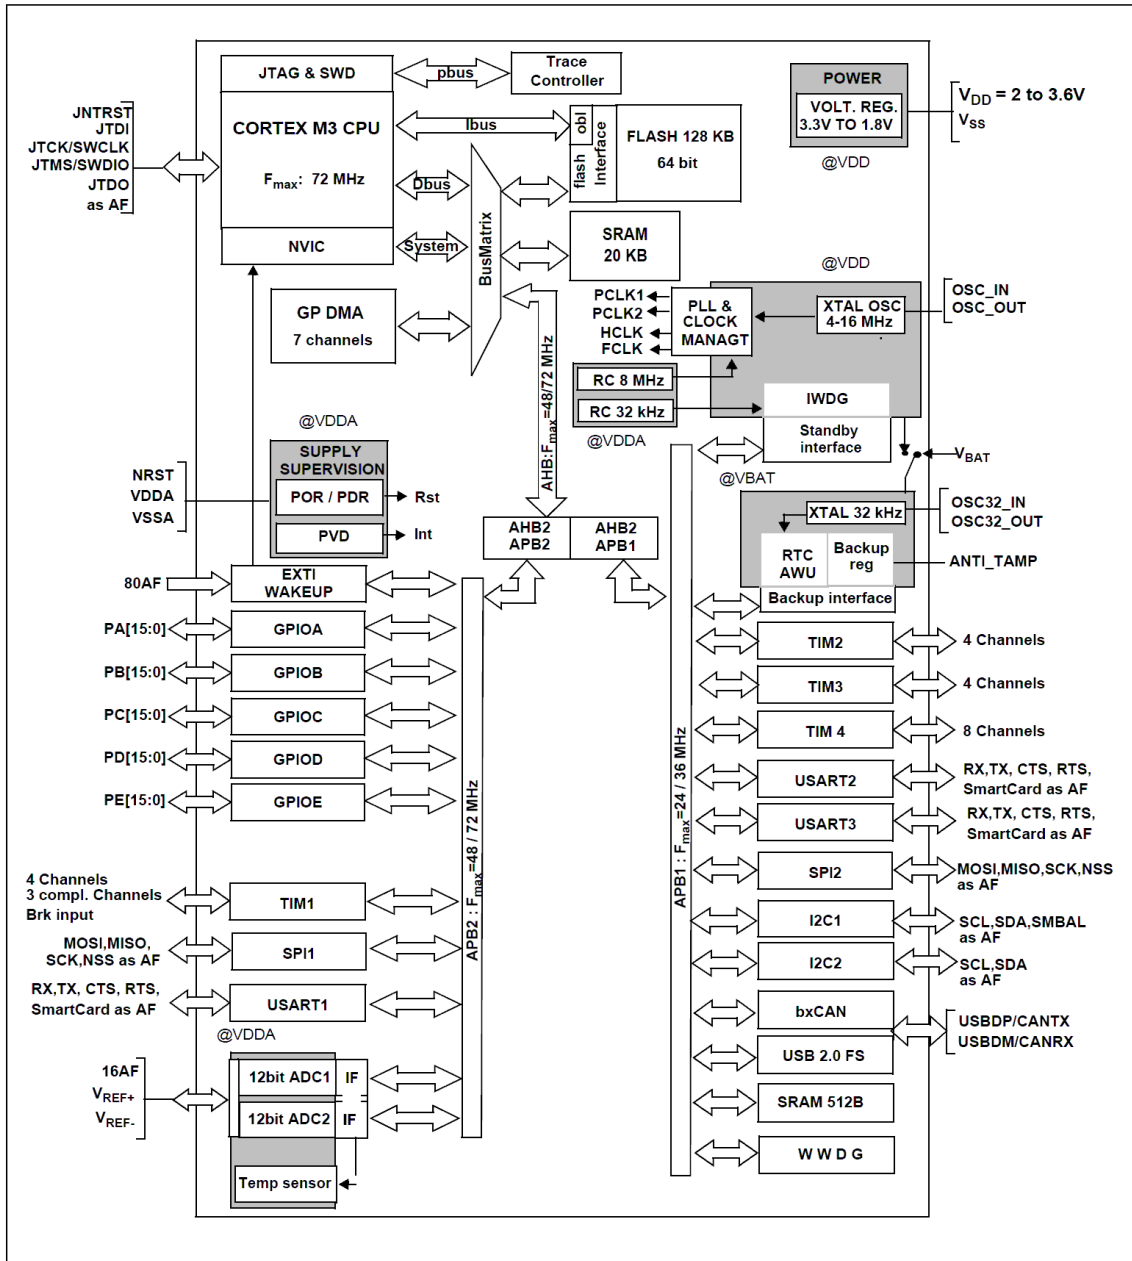 JTAG & SWD
pbus
Trace
Controller
POWER
VOLT. REG.
3.3V TO 1.8V
@VDD
VDD = 2 to 3.6V
VSS
JNTRST
JTDI
JTCK/SWCLK
JTMS/SWDIO
JTDO
as AF
CORTEX M3 CPU
Fmax: 72 MHz
Ibus
Dbus
obl
flash
Interface
FLASH 128 KB
64 bit
NVIC
System
BusMatrix
SRAM
20 KB
GP DMA
7 channels
@VDD
PCLK1
PCLK2
HCLK
FCLK
PLL &
CLOCK
MANAGT
XTAL OSC
4-16 MHz
OSC_IN
OSC_OUT
RC 8 MHz
RC 32 kHz
@VDDA
IWDG
Standby
interface
@VBAT
VBAT
AHB:Fmax=48/72 MHz
@VDDA
SUPPLY
SUPERVISION
POR / PDR
PVD
Rst
Int
NRST
VDDA
VSSA
AHB2
APB2
AHB2
APB1
XTAL 32 kHz
OSC32_IN
OSC32_OUT
RTC
AWU
Backup
reg
ANTI_TAMP
Backup interface
80AF
EXTI
WAKEUP
PA[15:0]
GPIOA
PB[15:0]
GPIOB
PC[15:0]
GPIOC
PD[15:0]
GPIOD
PE[15:0]
GPIOE
4 Channels
3 compl. Channels
Brk input
TIM1
MOSI,MISO,
SCK,NSS as AF
SPI1
RX,TX, CTS, RTS,
SmartCard as AF
USART1
@VDDA
16AF
VREF+
VREF-
12bit ADC1
IF
12bit ADC2
IF
Temp sensor
APB2 : Fmax=48 / 72 MHz
APB1 : Fmax=24 / 36 MHz
TIM2
4 Channels
TIM3
4 Channels
TIM 4
8 Channels
USART2
RX,TX, CTS, RTS,
SmartCard as AF
USART3
RX,TX, CTS, RTS,
SmartCard as AF
SPI2
MOSI,MISO,SCK,NSS
as AF
I2C1
SCL,SDA,SMBAL
as AF
I2C2
SCL,SDA
as AF
bxCAN
USBDP/CANTX
USBDM/CANRX
USB 2.0 FS
SRAM 512B
W W D G